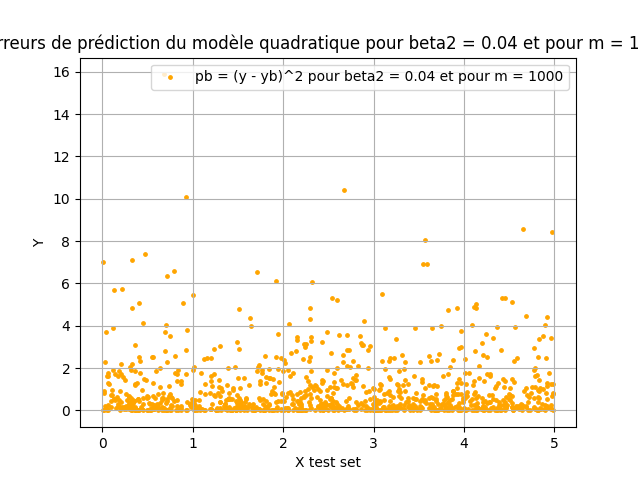 rreurs de prédiction du modèle quadratique pour beta2 = 0.04 et pour m = 1
pb = (y - yb)^2 pour beta2 = 0.04 et pour m = 1000
16
14
12
10
8
6
4
2
0
Y
0 1 2 3 4 5
X test set